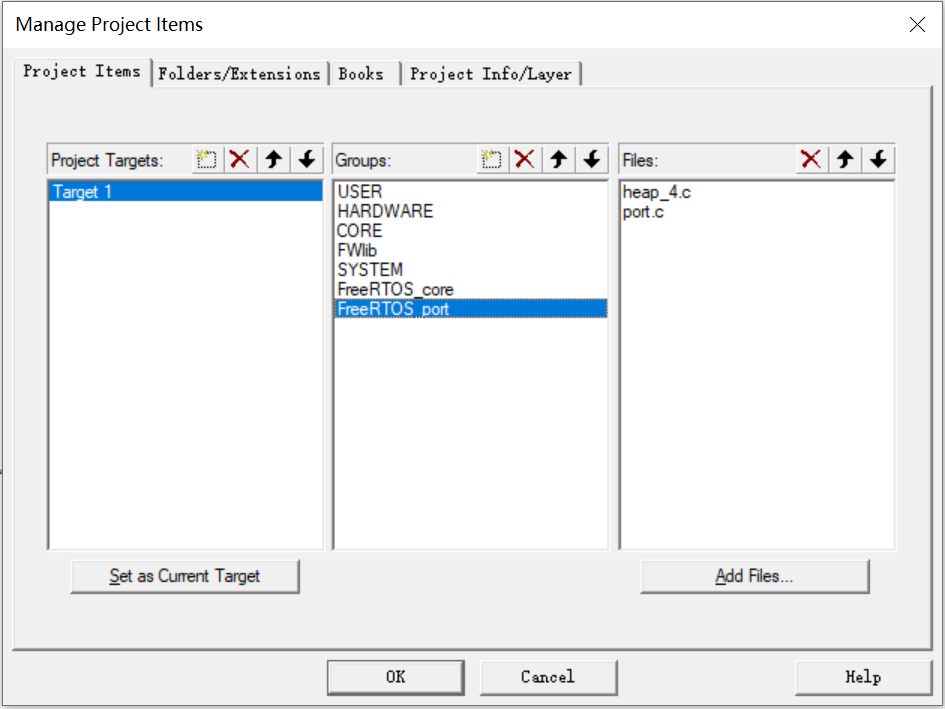 Manage Project Items
Project Items Folders/Extensions Books Project Info/Layer
Project Targets: Groups: Files:
Target 1
USER
HARDWARE
CORE
FWlib
SYSTEM
FreeRTOS_core
FreeRTOS_port
heap_4.c
port.c
Set as Current Target Add Files...
OK Cancel Help